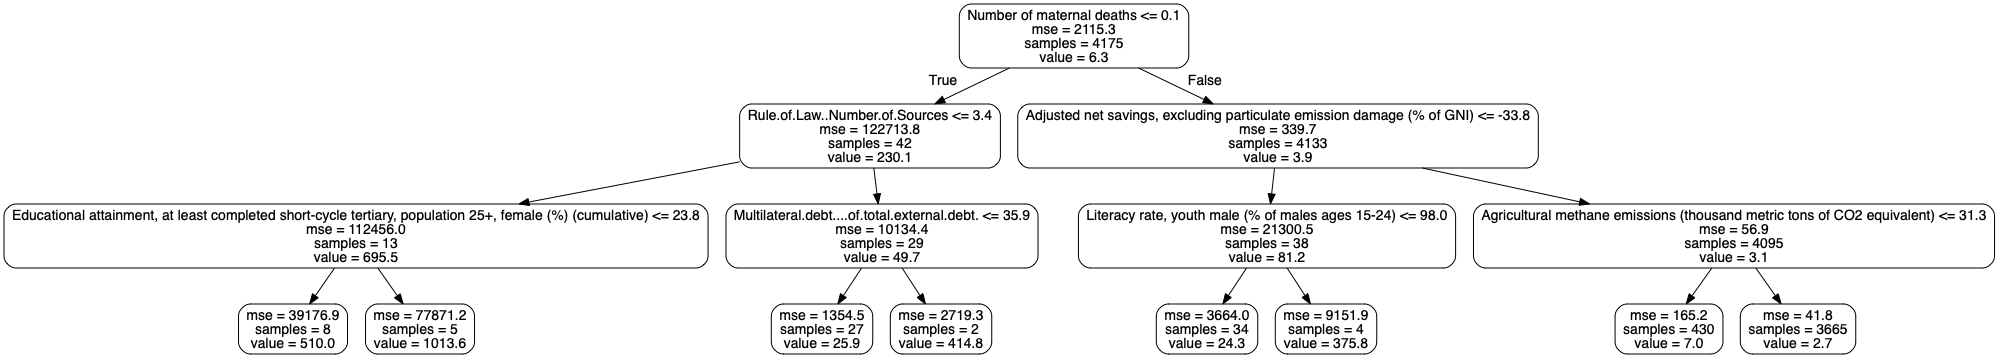 Number of maternal deaths <= 0.1
mse = 2115.3
samples = 4175
value = 6.3
True
False
Rule.of.Law..Number.of.Sources <= 3.4
mse = 122713.8
samples = 42
value = 230.1
Adjusted net savings, excluding particulate emission damage (% of GNI) <= -33.8
mse = 339.7
samples = 4133
value = 3.9
Educational attainment, at least completed short-cycle tertiary, population 25+, female (%) (cumulative) <= 23.8
mse = 112456.0
samples = 13
value = 695.5
Multilateral.debt....of.total.external.debt. <= 35.9
mse = 10134.4
samples = 29
value = 49.7
Literacy rate, youth male (% of males ages 15-24) <= 98.0
mse = 21300.5
samples = 38
value = 81.2
Agricultural methane emissions (thousand metric tons of CO2 equivalent) <= 31.3
mse = 56.9
samples = 4095
value = 3.1
mse = 39176.9
samples = 8
value = 510.0
mse = 77871.2
samples = 5
value = 1013.6
mse = 1354.5
samples = 27
value = 25.9
mse = 2719.3
samples = 2
value = 414.8
mse = 3664.0
samples = 34
value = 24.3
mse = 9151.9
samples = 4
value = 375.8
mse = 165.2
samples = 430
value = 7.0
mse = 41.8
samples = 3665
value = 2.7